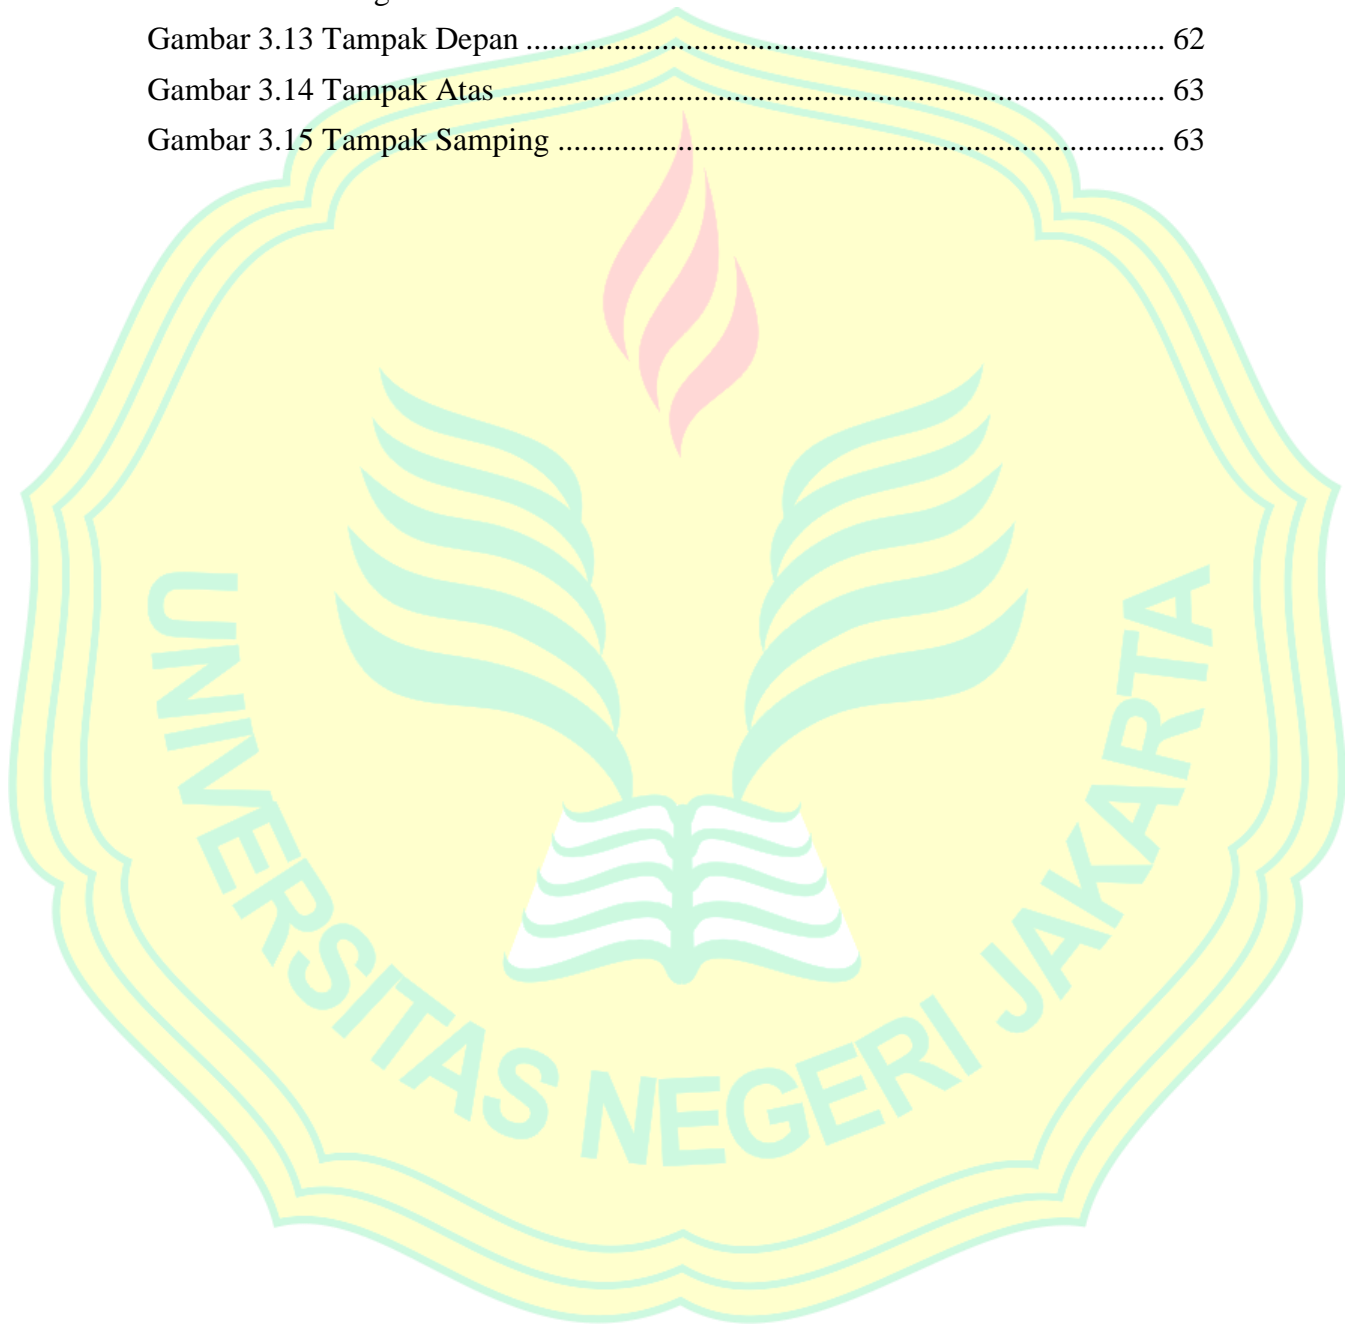 Gambar 3.13 Tampak Depan ............................................................................... 62
Gambar 3.14 Tampak Atas .................................................................................. 63
Gambar 3.15 Tampak Samping ........................................................................... 63
UNIVERSITAS NEGERI JAKARTA